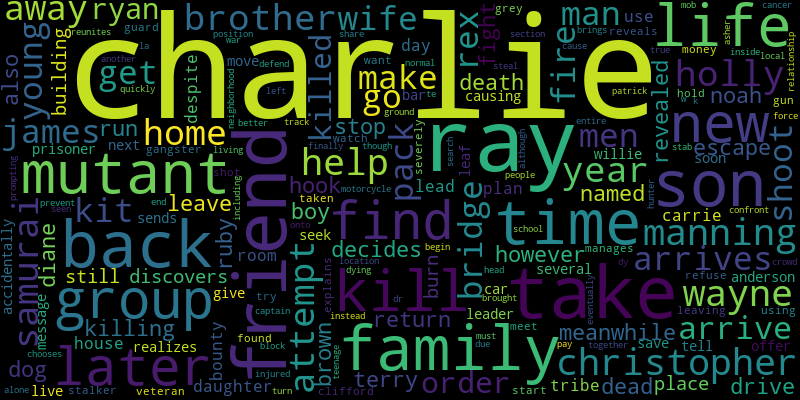 away ryan brother wife man use grey life
charlie
young also building get despite killed move day rex fight fire make go death causing
mob cancer asher brings reveals true money inside local relationship
guard position war la share want normal steal section cause patrick
another quickly neighborhood defend left bar te ground
holly revealed noah hold gun force
james run home stop pack ray men new
prisoner next gangster living better track watch finally though severely leaf search although people willie entire soon escape stab
mutant help year son shoot
samurai kit leave friend hook lead plan named carrie
prompting seen prevent end shot including onto taken motorcycle school hunter confront
boy find bridge time manning
accidentally diane back sends ruby room seek decides however manages arrives
still discovers attempt explains location dying burn begin several dy refuse anderson crowd
message group give try captain found block kill car take wayne
killing bounty dr head brought eventually leaving using
house realizes injured instead return leader meet meanwhile save tell arrive offer
dog later brown family must due pay together christopher
chooses alone live stalker veteran daughter turn teenage clifford terry order start tribe dead place drive
reunites